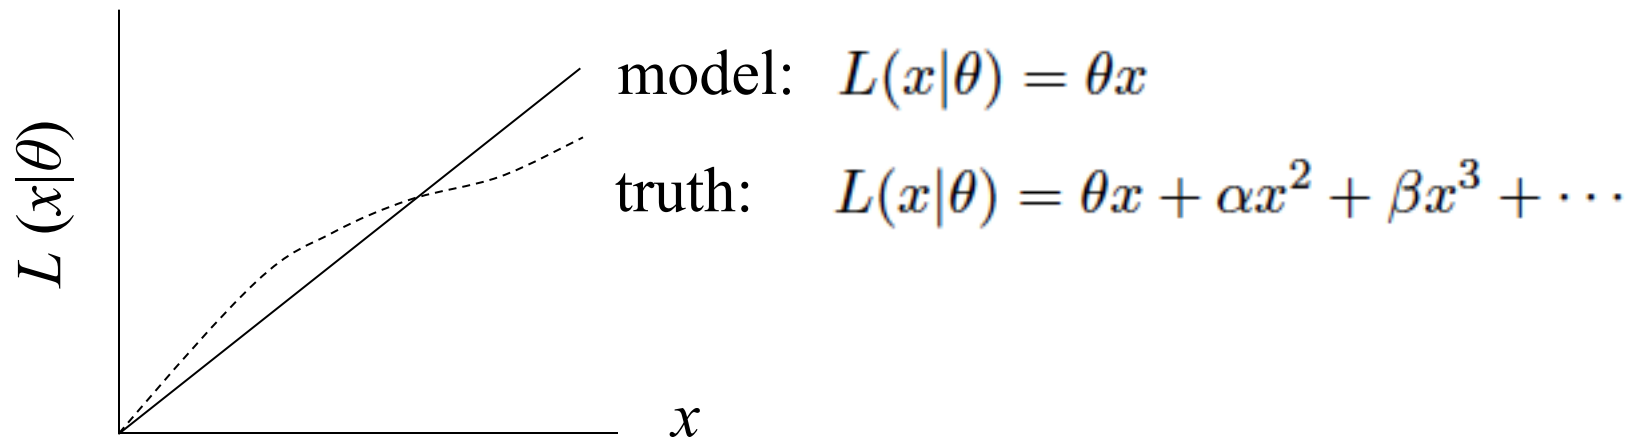 L (x|θ)
model: L(x|θ) = θx
truth: L(x|θ) = θx + αx² + βx³ + ···
x